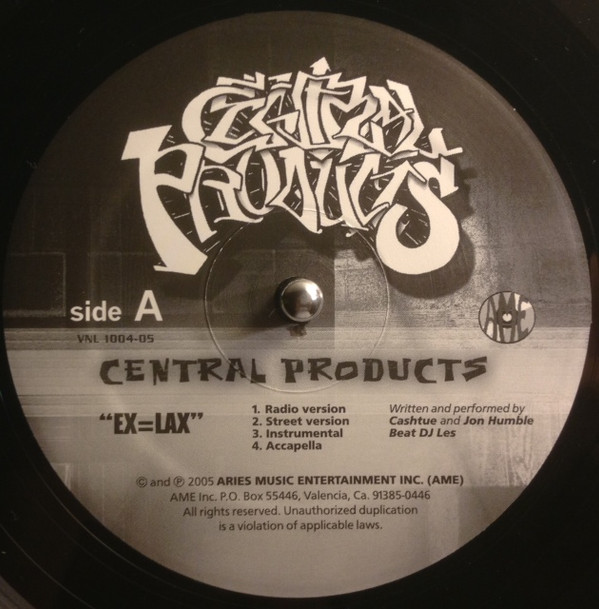 CENTRAL
PRODUCTS
side A
AME
VNL 1004-05
CENTRAL PRODUCTS
“EX=LAX”
1. Radio version
2. Street version
3. Instrumental
4. Accapella
Written and performed by
Cashtue and Jon Humble
Beat DJ Les
© and ℗ 2005 ARIES MUSIC ENTERTAINMENT INC. (AME)
AME Inc. P.O. Box 55446, Valencia, Ca. 91385-0446
All rights reserved. Unauthorized duplication
is a violation of applicable laws.